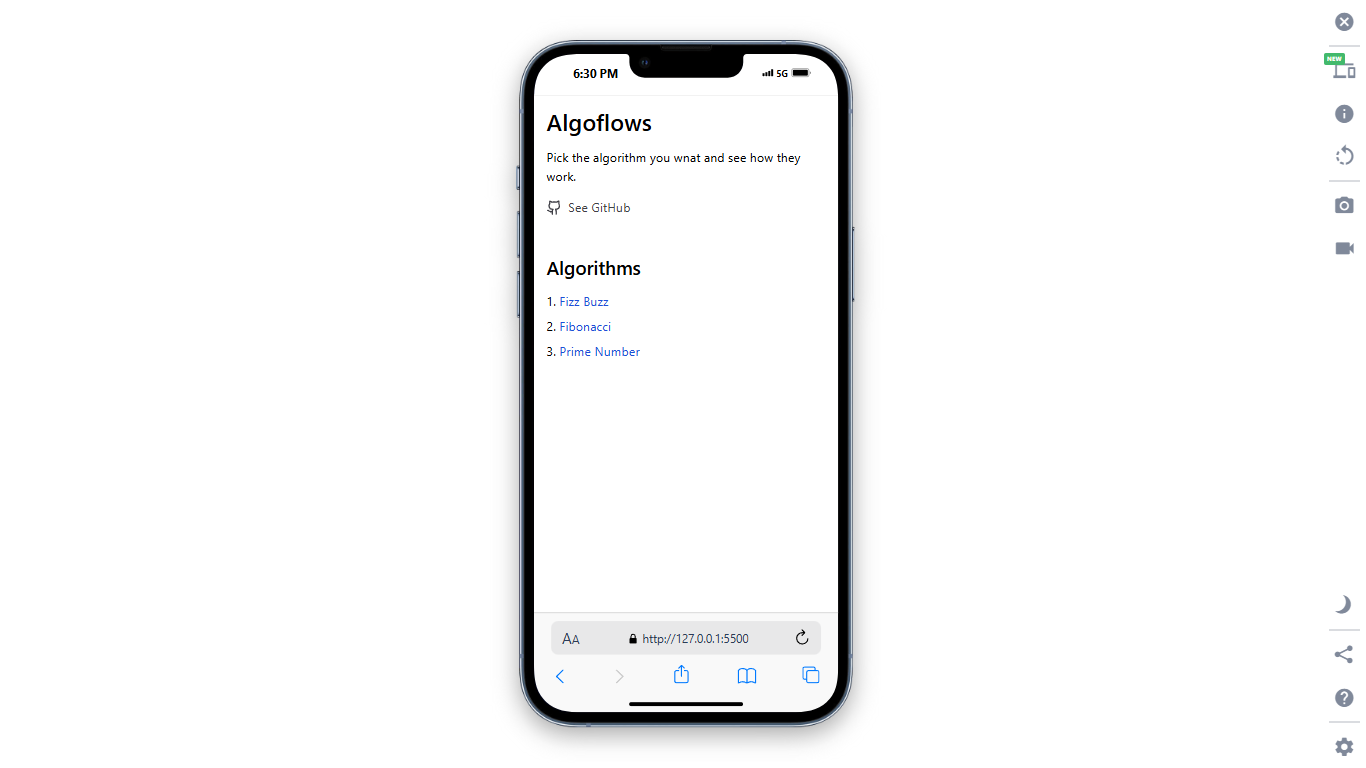 6:30 PM
5G
NEW
Algoflows
Pick the algorithm you wnat and see how they
work.
See GitHub
Algorithms
1. Fizz Buzz
2. Fibonacci
3. Prime Number
AA
http://127.0.0.1:5500